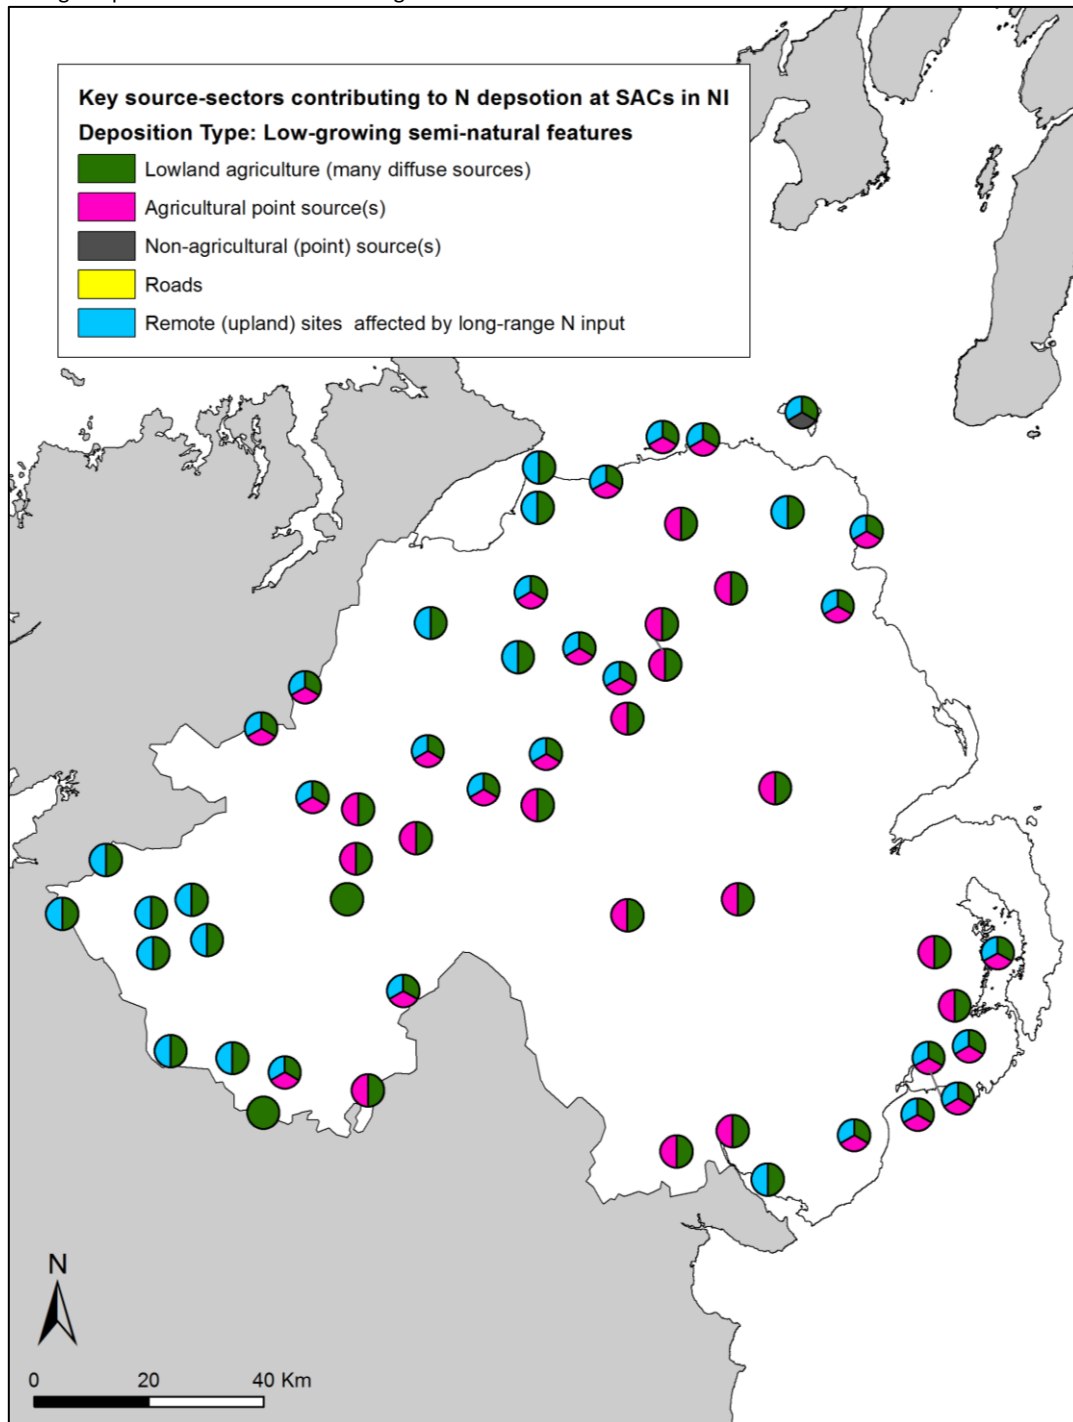 Key source-sectors contributing to N depsotion at SACs in NI
Deposition Type: Low-growing semi-natural features
Lowland agriculture (many diffuse sources)
Agricultural point source(s)
Non-agricultural (point) source(s)
Roads
Remote (upland) sites affected by long-range N input
N
0 20 40 Km